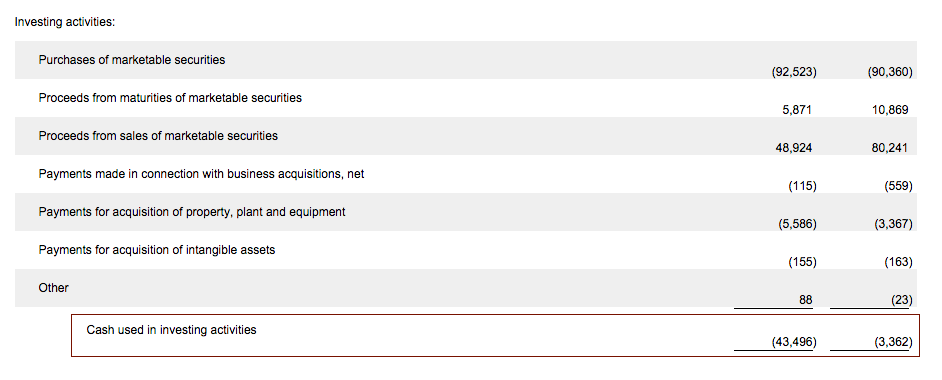 Investing activities:
Purchases of marketable securities (92,523) (90,360)
Proceeds from maturities of marketable securities 5,871 10,869
Proceeds from sales of marketable securities 48,924 80,241
Payments made in connection with business acquisitions, net (115) (559)
Payments for acquisition of property, plant and equipment (5,586) (3,367)
Payments for acquisition of intangible assets (155) (163)
Other 88 (23)
Cash used in investing activities (43,496) (3,362)